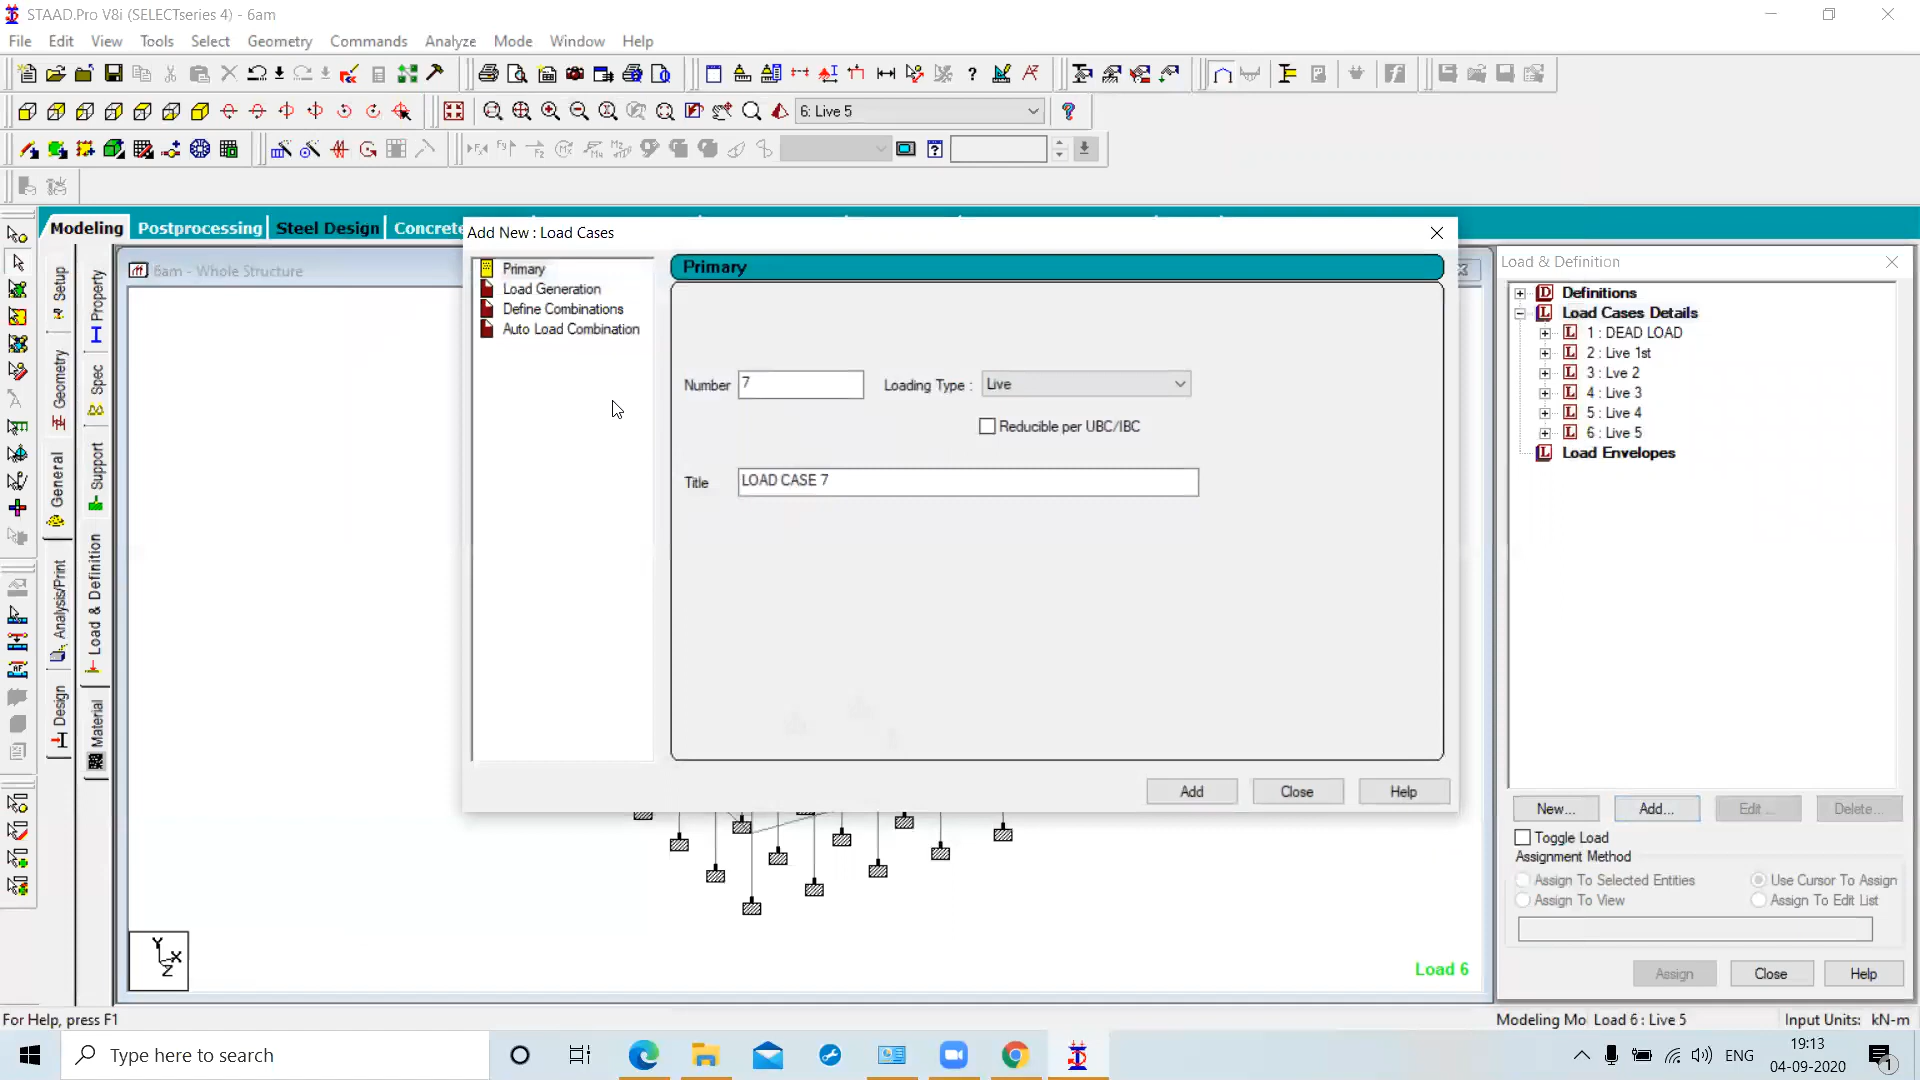 STAAD.Pro V8i (SELECTseries 4) - 6am
File Edit View Tools Select Geometry Commands Analyze Mode Window Help
6: Live 5
Modeling Postprocessing Steel Design Concrete
6am - Whole Structure
Setup
Geometry
General
Analysis/Print
Design
Property
Spec
Support
Load & Definition
Material
Add New : Load Cases
Primary
Load Generation
Define Combinations
Auto Load Combination
Primary
Number 7 Loading Type : Live
Reducible per UBC/IBC
Title LOAD CASE 7
Add Close Help
Load & Definition
Definitions
Load Cases Details
1 : DEAD LOAD
2 : Live 1st
3 : Lve 2
4 : Live 3
5 : Live 4
6 : Live 5
Load Envelopes
New... Add... Edit ... Delete...
Toggle Load
Assignment Method
Assign To Selected Entities Use Cursor To Assign
Assign To View Assign To Edit List
Assign Close Help
Y
X
Z
Load 6
For Help, press F1
Modeling Mo Load 6 : Live 5 Input Units: kN-m
Type here to search
ENG
19:13
04-09-2020
1